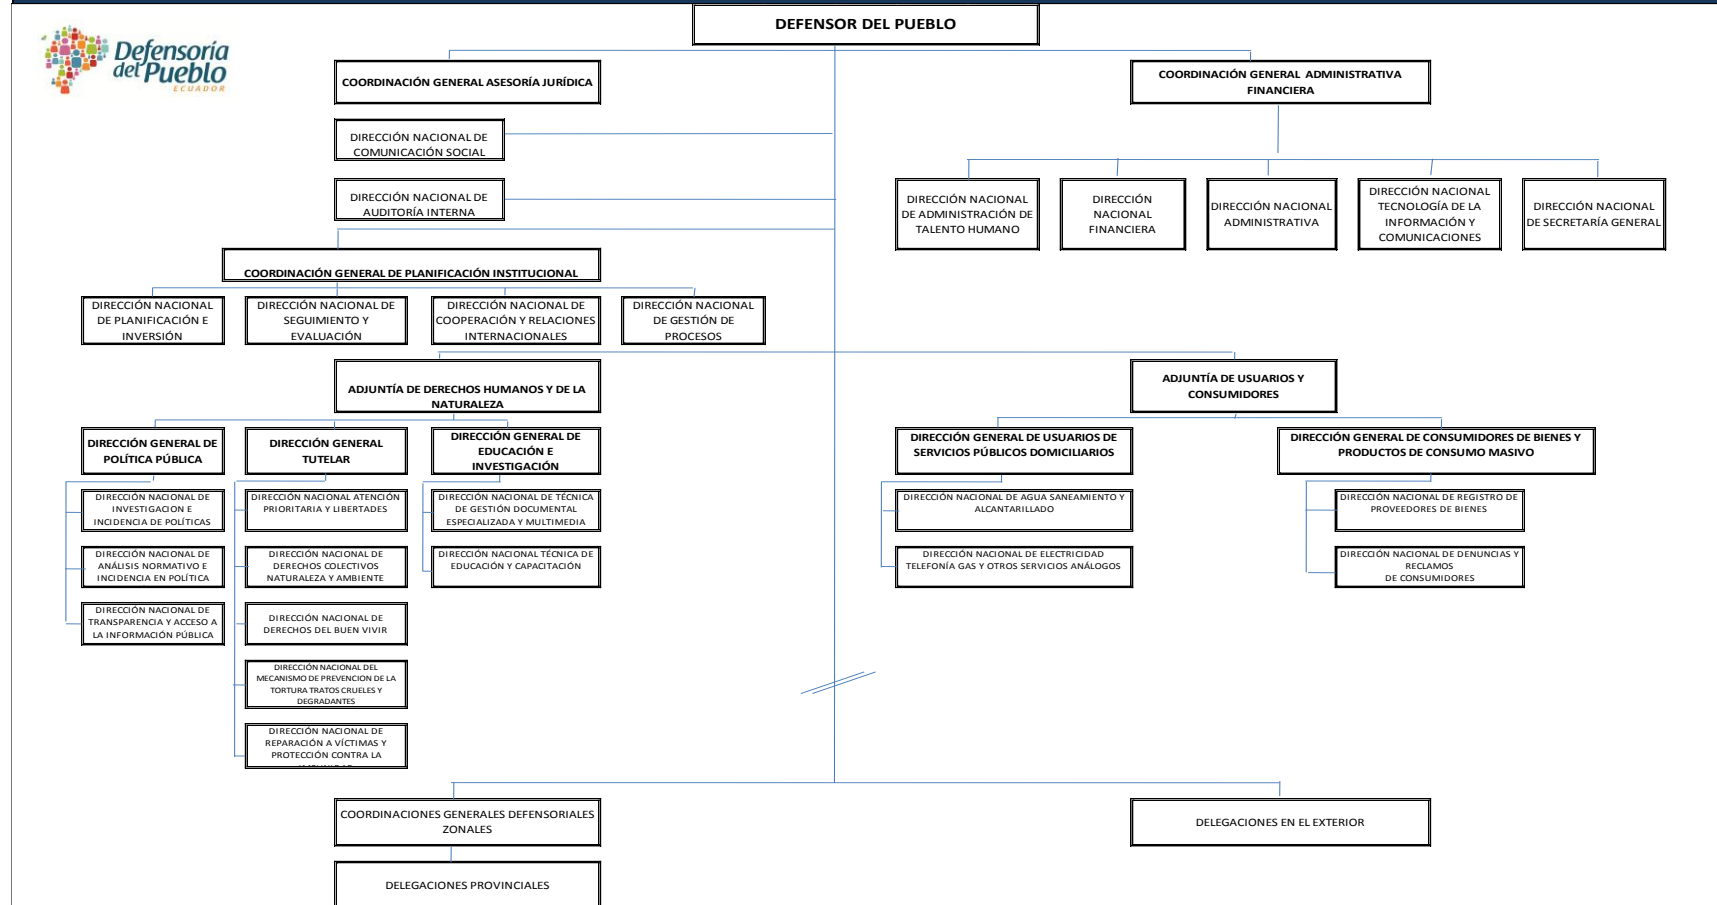 DEFENSOR DEL PUEBLO
Defensoría
del Pueblo
ECUADOR
COORDINACIÓN GENERAL ASESORÍA JURÍDICA
COORDINACIÓN GENERAL ADMINISTRATIVA
FINANCIERA
DIRECCIÓN NACIONAL DE
COMUNICACIÓN SOCIAL
DIRECCIÓN NACIONAL DE
AUDITORÍA INTERNA
DIRECCIÓN NACIONAL
DE ADMINISTRACIÓN DE
TALENTO HUMANO
DIRECCIÓN
NACIONAL
FINANCIERA
DIRECCIÓN NACIONAL
ADMINISTRATIVA
DIRECCIÓN NACIONAL
TECNOLOGÍA DE LA
INFORMACIÓN Y
COMUNICACIONES
DIRECCIÓN NACIONAL
DE SECRETARÍA GENERAL
COORDINACIÓN GENERAL DE PLANIFICACIÓN INSTITUCIONAL
DIRECCIÓN NACIONAL
DE PLANIFICACIÓN E
INVERSIÓN
DIRECCIÓN NACIONAL DE
SEGUIMIENTO Y
EVALUACIÓN
DIRECCIÓN NACIONAL DE
COOPERACIÓN Y RELACIONES
INTERNACIONALES
DIRECCIÓN NACIONAL
DE GESTIÓN DE
PROCESOS
ADJUNTÍA DE DERECHOS HUMANOS Y DE LA
NATURALEZA
ADJUNTÍA DE USUARIOS Y
CONSUMIDORES
DIRECCIÓN GENERAL DE
POLÍTICA PÚBLICA
DIRECCIÓN GENERAL
TUTELAR
DIRECCIÓN GENERAL DE
EDUCACIÓN E
INVESTIGACIÓN
DIRECCIÓN GENERAL DE USUARIOS DE
SERVICIOS PÚBLICOS DOMICILIARIOS
DIRECCIÓN GENERAL DE CONSUMIDORES DE BIENES Y
PRODUCTOS DE CONSUMO MASIVO
DIRECCIÓN NACIONAL DE
INVESTIGACION E
INCIDENCIA DE POLÍTICAS
DIRECCIÓN NACIONAL ATENCIÓN
PRIORITARIA Y LIBERTADES
DIRECCIÓN NACIONAL DE TÉCNICA
DE GESTIÓN DOCUMENTAL
ESPECIALIZADA Y MULTIMEDIA
DIRECCIÓN NACIONAL DE AGUA SANEAMIENTO Y
ALCANTARILLADO
DIRECCIÓN NACIONAL DE REGISTRO DE
PROVEEDORES DE BIENES
DIRECCIÓN NACIONAL DE
ANÁLISIS NORMATIVO E
INCIDENCIA EN POLÍTICA
DIRECCIÓN NACIONAL DE
DERECHOS COLECTIVOS
NATURALEZA Y AMBIENTE
DIRECCIÓN NACIONAL TÉCNICA DE
EDUCACIÓN Y CAPACITACIÓN
DIRECCIÓN NACIONAL DE ELECTRICIDAD
TELEFONÍA GAS Y OTROS SERVICIOS ANÁLOGOS
DIRECCIÓN NACIONAL DE DENUNCIAS Y
RECLAMOS
DE CONSUMIDORES
DIRECCIÓN NACIONAL DE
TRANSPARENCIA Y ACCESO A
LA INFORMACIÓN PÚBLICA
DIRECCIÓN NACIONAL DE
DERECHOS DEL BUEN VIVIR
DIRECCIÓN NACIONAL DEL
MECANISMO DE PREVENCION DE LA
TORTURA TRATOS CRUELES Y
DEGRADANTES
DIRECCIÓN NACIONAL DE
REPARACIÓN A VÍCTIMAS Y
PROTECCIÓN CONTRA LA
COORDINACIONES GENERALES DEFENSORIALES
ZONALES
DELEGACIONES EN EL EXTERIOR
DELEGACIONES PROVINCIALES